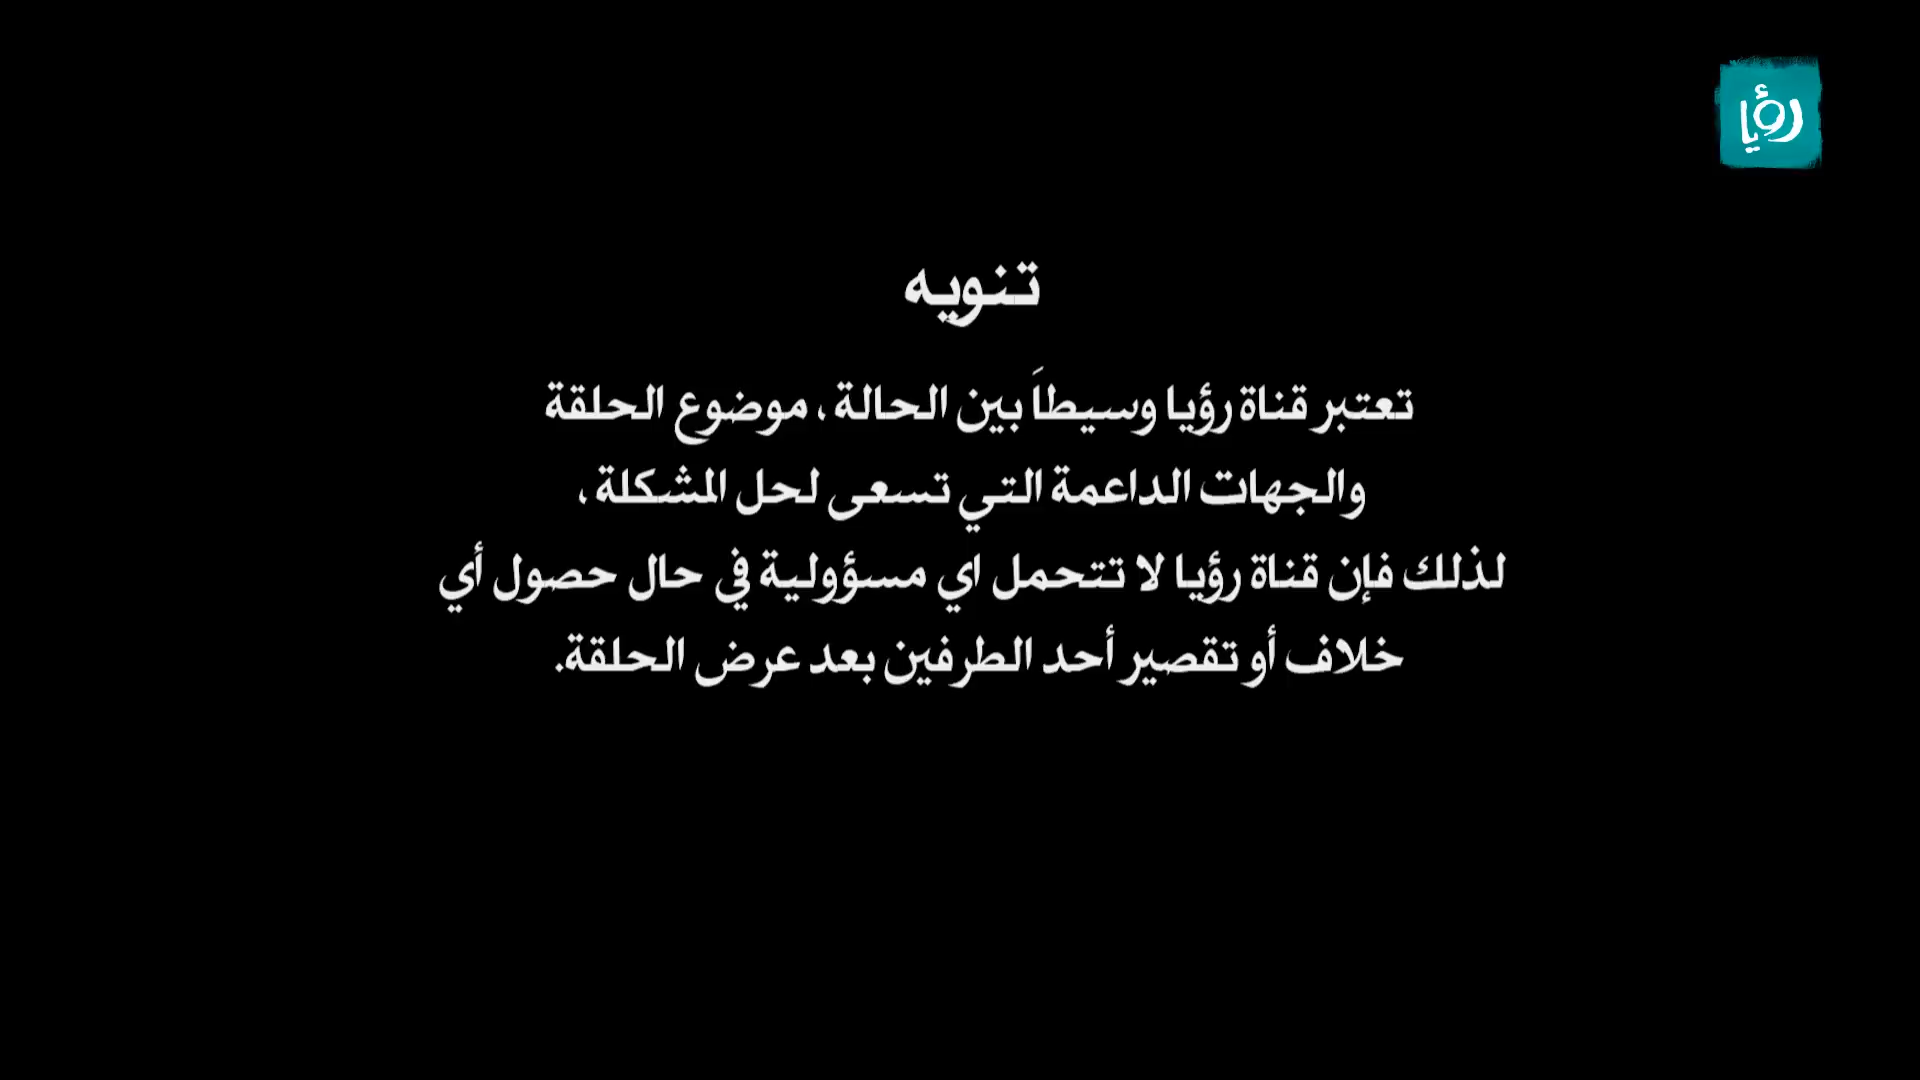 رؤيا
تنويه
تعتبر قناة رؤيا وسيطاَ بين الحالة، موضوع الحلقة
والجهات الداعمة التي تسعى لحل المشكلة،
لذلك فإن قناة رؤيا لا تتحمل اي مسؤولية في حال حصول أي
خلاف أو تقصير أحد الطرفين بعد عرض الحلقة.